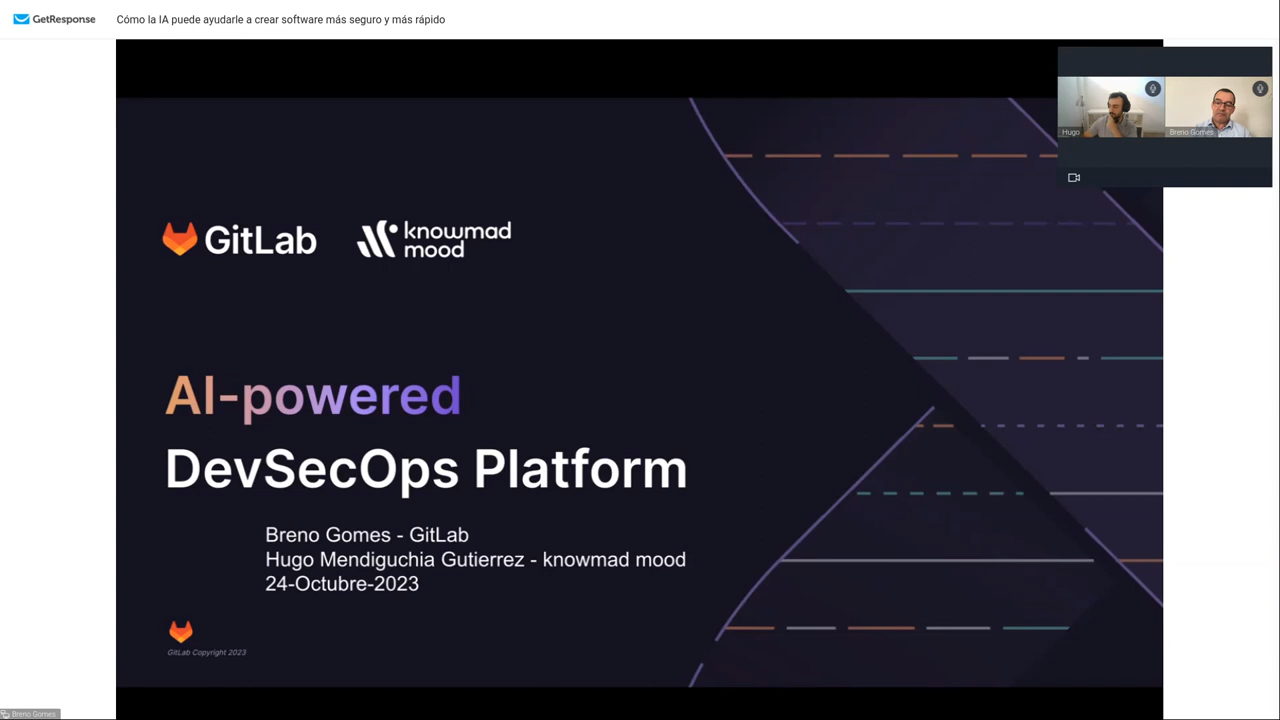 GetResponse
Cómo la IA puede ayudarle a crear software más seguro y más rápido
Hugo
Breno Gomes
GitLab
knowmad
mood
AI-powered
DevSecOps Platform
Breno Gomes - GitLab
Hugo Mendiguchia Gutierrez - knowmad mood
24-Octubre-2023
GitLab Copyright 2023
Breno Gomes